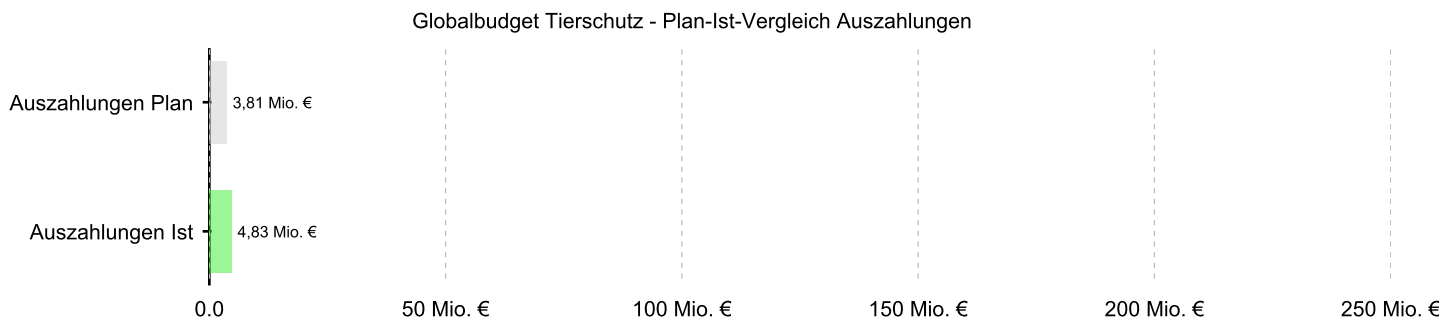 Globalbudget Tierschutz - Plan-Ist-Vergleich Auszahlungen
Auszahlungen Plan
3,81 Mio. €
Auszahlungen Ist
4,83 Mio. €
0.0 50 Mio. € 100 Mio. € 150 Mio. € 200 Mio. € 250 Mio. €